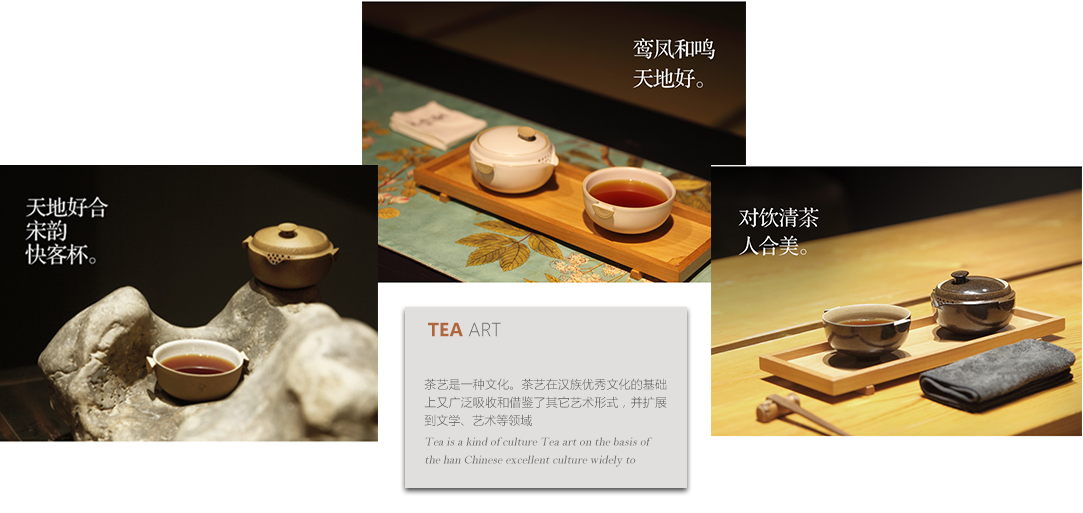 天地好合
宋韵
快客杯。
鸾凤和鸣
天地好。
对饮清茶
人合美。
TEA ART
茶艺是一种文化。茶艺在汉族优秀文化的基础
上又广泛吸收和借鉴了其它艺术形式，并扩展
到文学、艺术等领域
Tea is a kind of culture Tea art on the basis of
the han Chinese excellent culture widely to